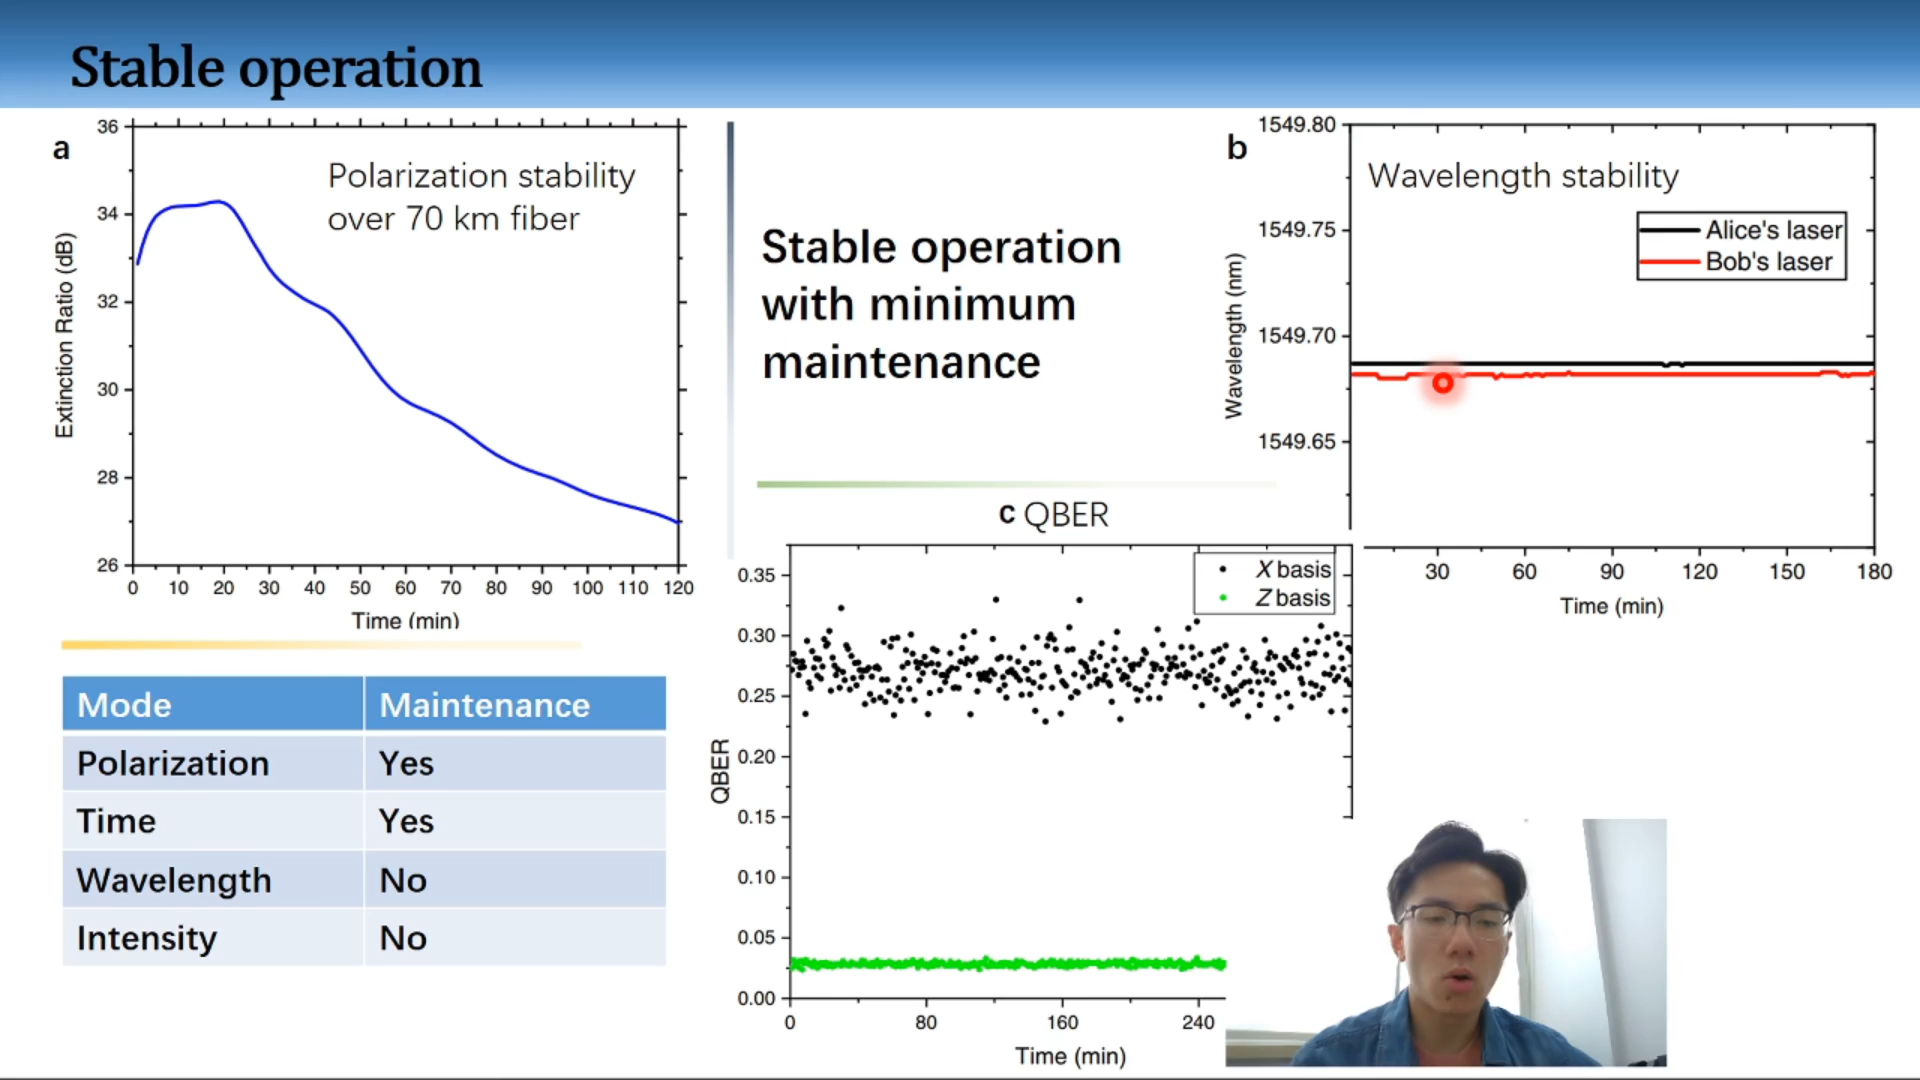 Stable operation
a
Polarization stability
over 70 km fiber
Extinction Ratio (dB)
36
34
32
30
28
26
0 10 20 30 40 50 60 70 80 90 100 110 120
Time (min)
Stable operation
with minimum
maintenance
b
Wavelength stability
Alice's laser
Bob's laser
Wavelength (nm)
1549.80
1549.75
1549.70
1549.65
30 60 90 120 150 180
Time (min)
Mode Maintenance
Polarization Yes
Time Yes
Wavelength No
Intensity No
c QBER
X basis
Z basis
QBER
0.35
0.30
0.25
0.20
0.15
0.10
0.05
0.00
0 80 160 240
Time (min)